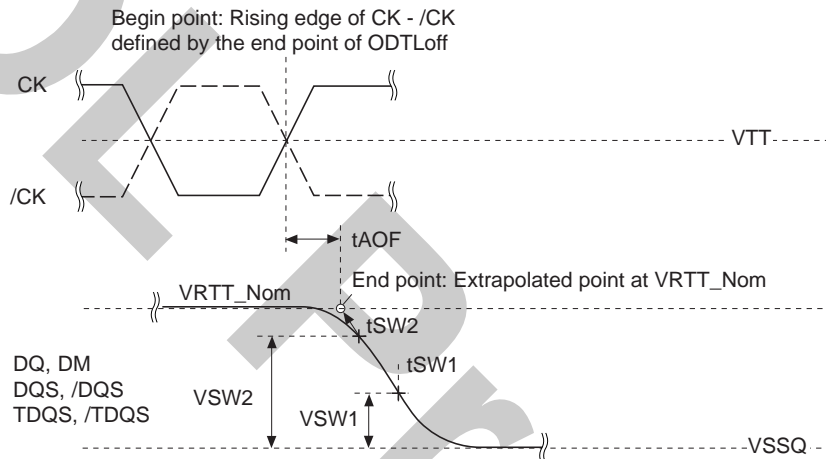 Begin point: Rising edge of CK - /CK
defined by the end point of ODTLoff
CK
VTT
/CK
tAOF
End point: Extrapolated point at VRTT_Nom
VRTT_Nom
tSW2
tSW1
DQ, DM
DQS, /DQS
TDQS, /TDQS
VSW2
VSW1
VSSQ